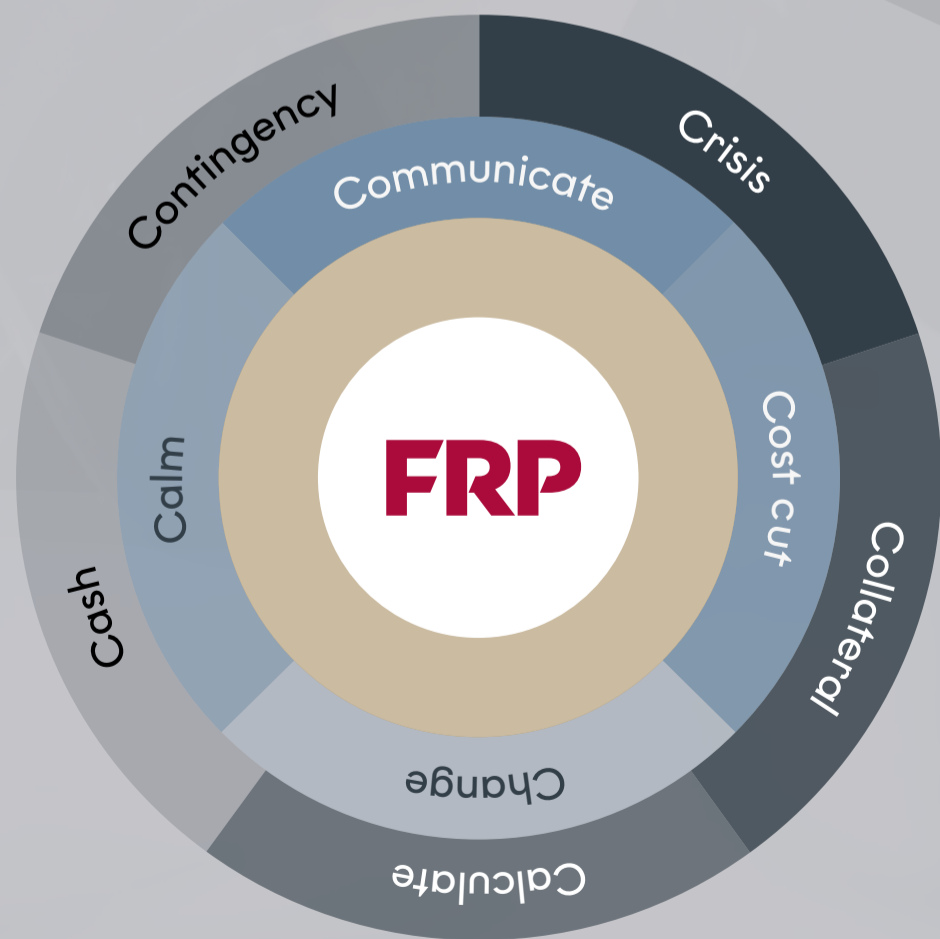 Contingency
Crisis
Collateral
Calculate
Cash
Communicate
Cost cut
Change
Calm
FRP